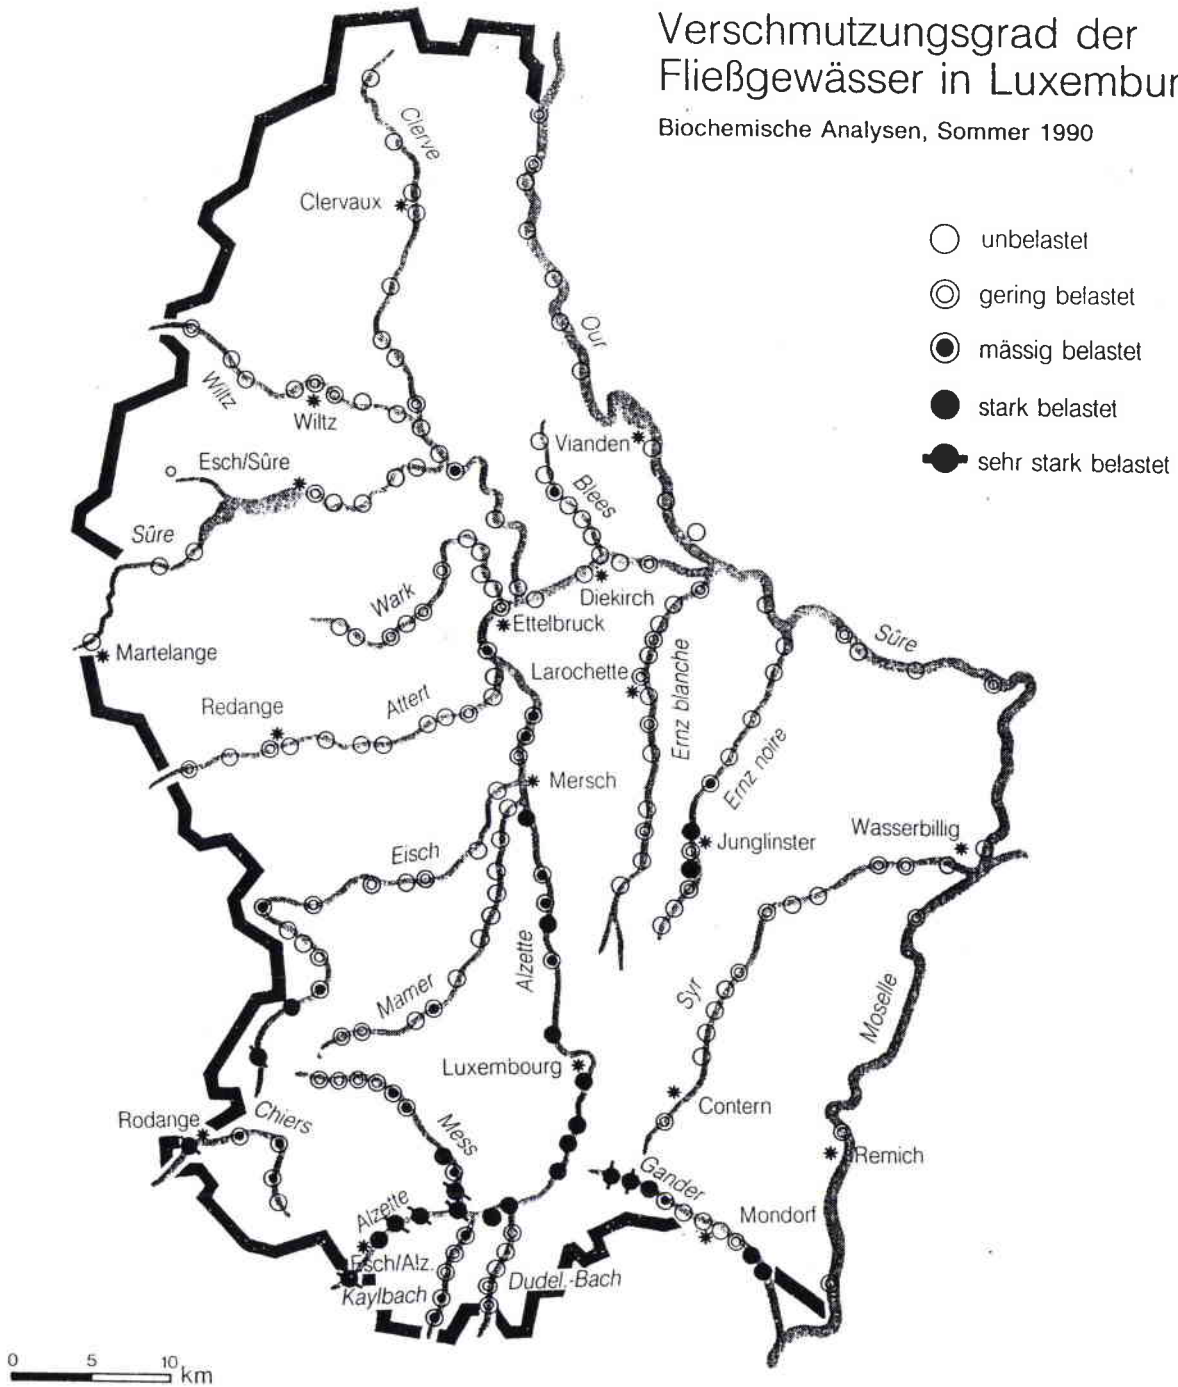 Verschmutzungsgrad der
Fließgewässer in Luxembur
Biochemische Analysen, Sommer 1990
unbelastet
gering belastet
mässig belastet
stark belastet
sehr stark belastet
Clerve
Clervaux
Our
Wiltz
Wiltz
Vianden
Esch/Sûre
Blees
Sûre
Wark
Diekirch
Ettelbruck
Sûre
Martelange
Larochette
Ernz blanche
Redange
Attert
Ernz noire
Mersch
Junglinster
Wasserbillig
Eisch
Alzette
Mamer
Syr
Moselle
Luxembourg
Contern
Rodange
Chiers
Mess
Remich
Gander
Mondorf
Alzette
Esch/Alz.
Kaylbach
Dudel.-Bach
0 5 10 km